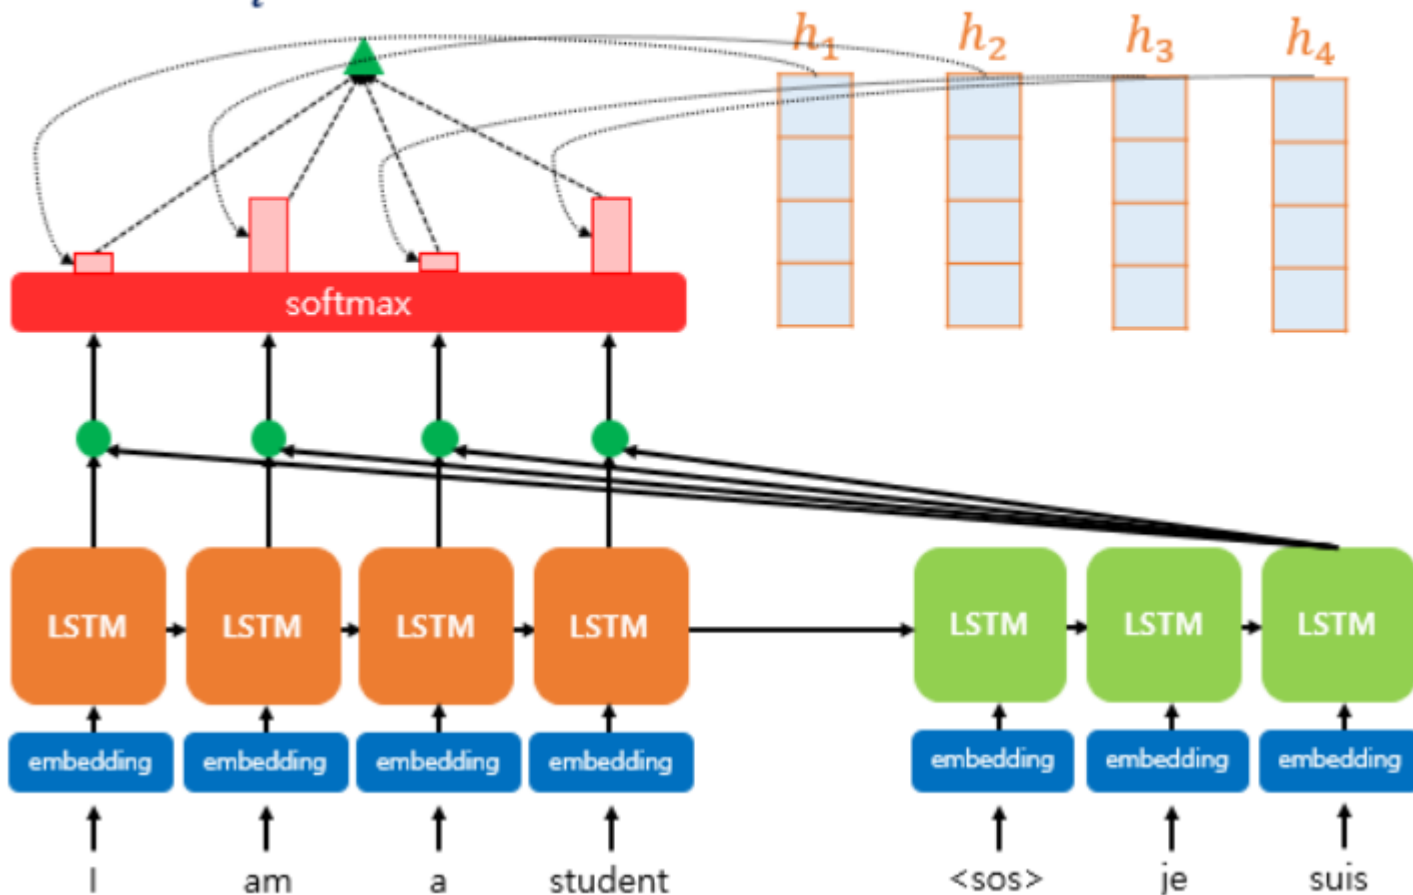 h₁ h₂ h₃ h₄
softmax
LSTM LSTM LSTM LSTM LSTM LSTM LSTM
embedding embedding embedding embedding embedding embedding embedding
I am a student <sos> je suis